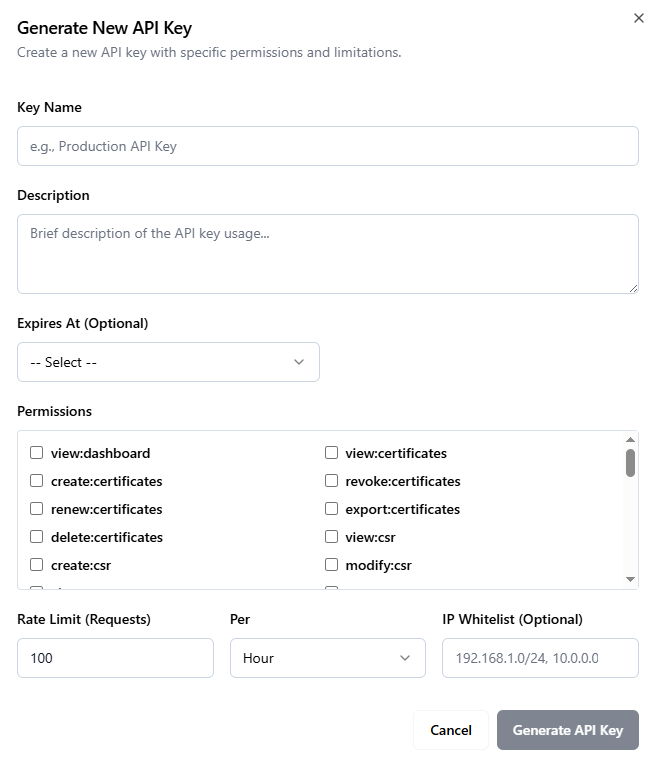 Generate New API Key
Create a new API key with specific permissions and limitations.
Key Name
e.g., Production API Key
Description
Brief description of the API key usage...
Expires At (Optional)
-- Select --
Permissions
view:dashboard
view:certificates
create:certificates
revoke:certificates
renew:certificates
export:certificates
delete:certificates
view:csr
create:csr
modify:csr
Rate Limit (Requests)
Per
IP Whitelist (Optional)
100
Hour
192.168.1.0/24, 10.0.0.0
Cancel
Generate API Key